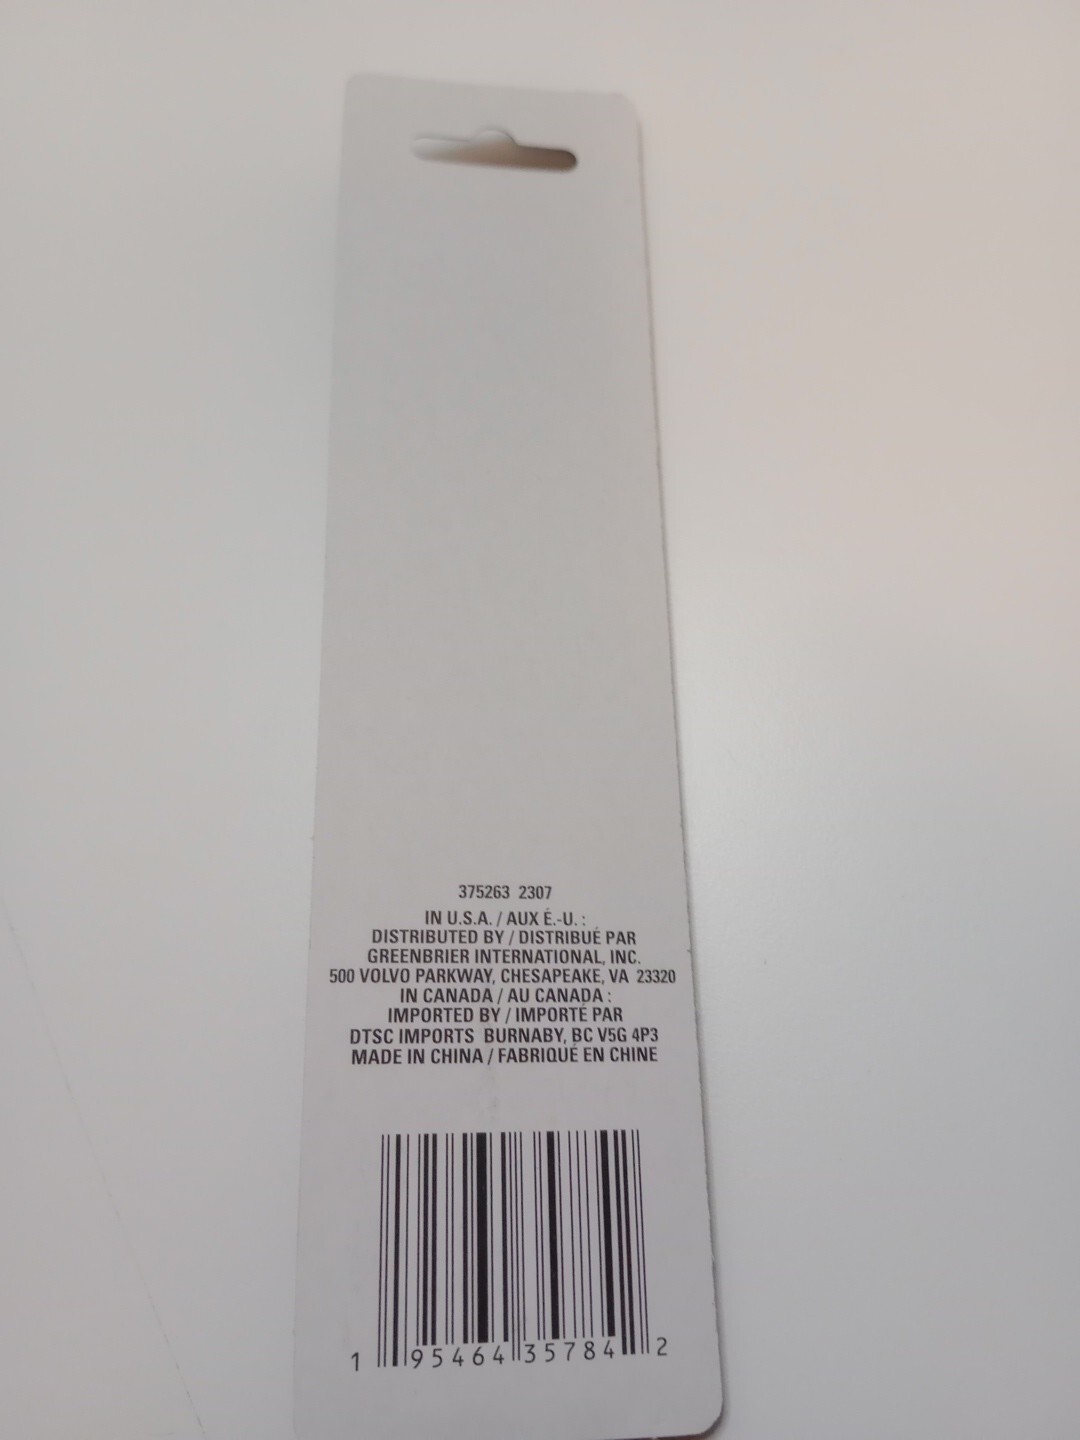 375263 2307
IN U.S.A. / AUX É.-U. :
DISTRIBUTED BY / DISTRIBUÉ PAR
GREENBRIER INTERNATIONAL, INC.
500 VOLVO PARKWAY, CHESAPEAKE, VA 23320
IN CANADA / AU CANADA :
IMPORTED BY / IMPORTÉ PAR
DTSC IMPORTS BURNABY, BC V5G 4P3
MADE IN CHINA / FABRIQUÉ EN CHINE
1 95464 35784 2